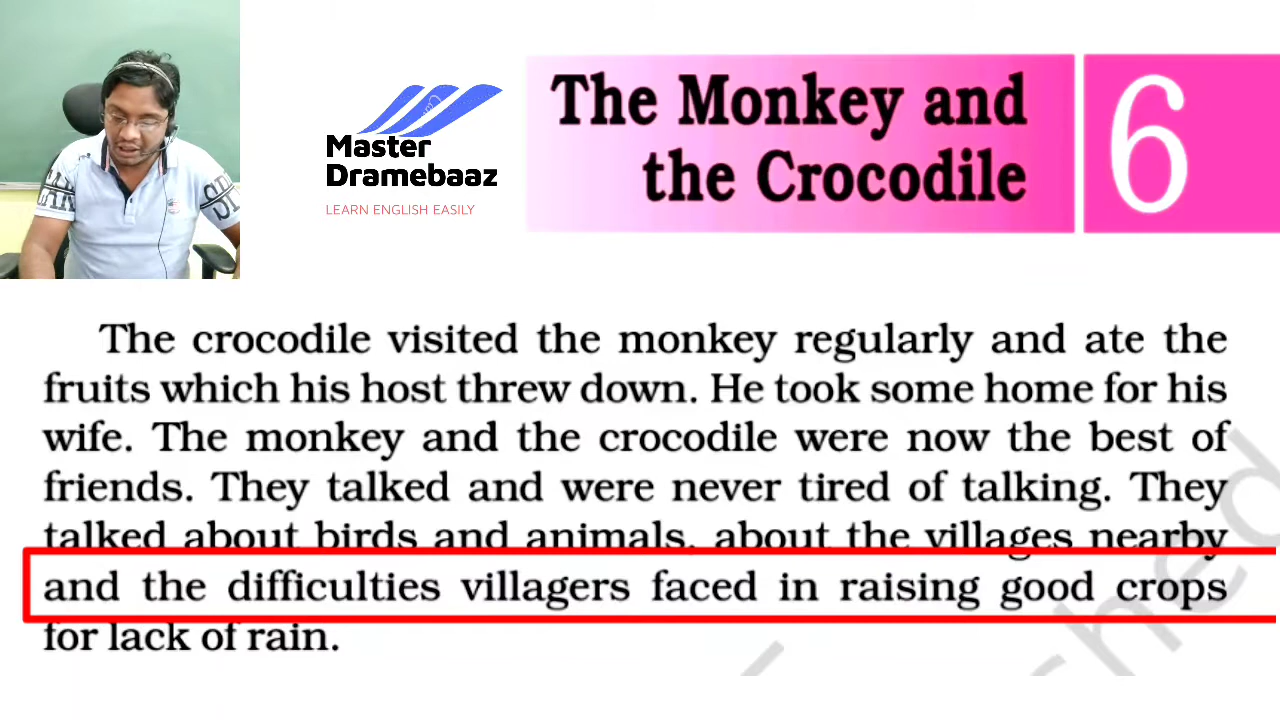 Master
Dramebaaz
LEARN ENGLISH EASILY
The Monkey and
the Crocodile
6
The crocodile visited the monkey regularly and ate the
fruits which his host threw down. He took some home for his
wife. The monkey and the crocodile were now the best of
friends. They talked and were never tired of talking. They
talked about birds and animals, about the villages nearby
and the difficulties villagers faced in raising good crops
for lack of rain.